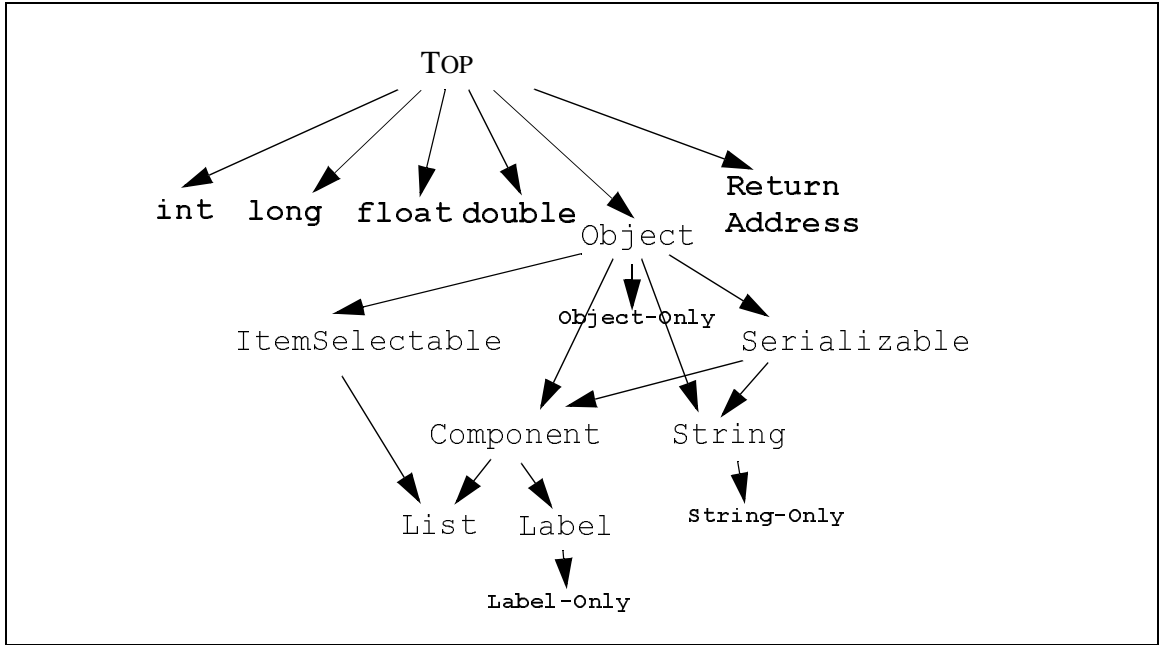 TOP
int long float double Return
Address
Object
Object-Only
ItemSelectable Serializable
Component String
List Label String-Only
Label-Only